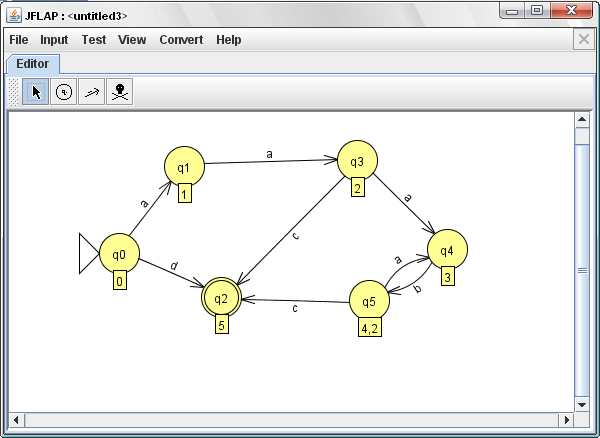 JFLAP : <untitled3>
File Input Test View Convert Help
Editor
q
q1
1
a
q3
2
a
a
q0
0
d
c
q4
3
a
b
q2
5
c
q5
4,2